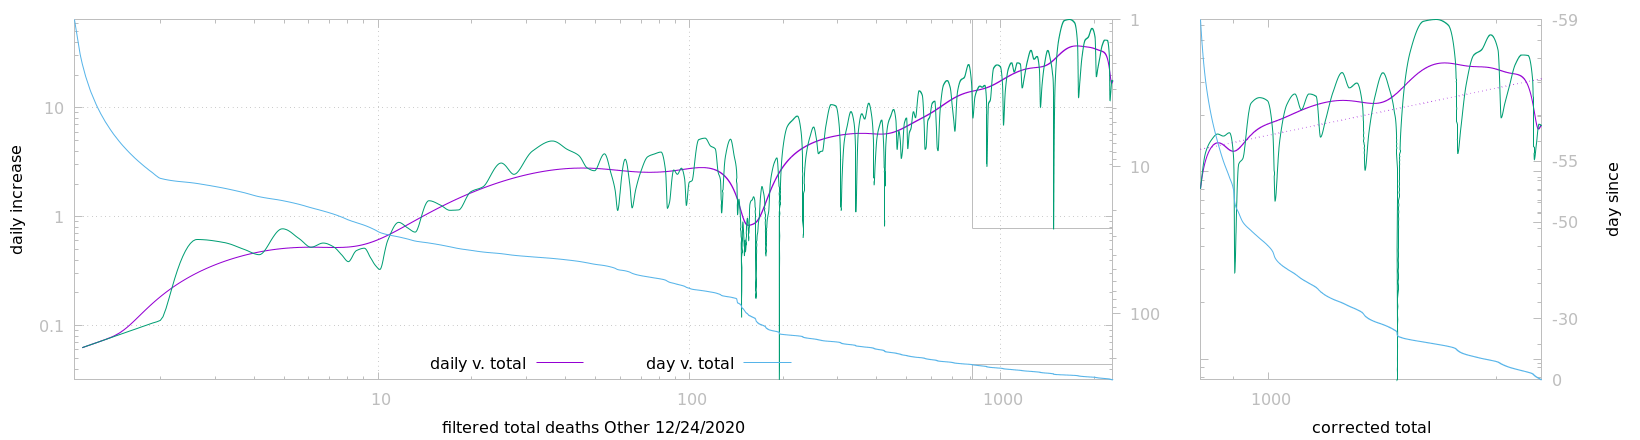 daily increase
10
1
0.1
daily v. total
day v. total
10
100
1000
1
10
100
filtered total deaths Other 12/24/2020
1000
-59
-55
-50
-30
0
day since
corrected total